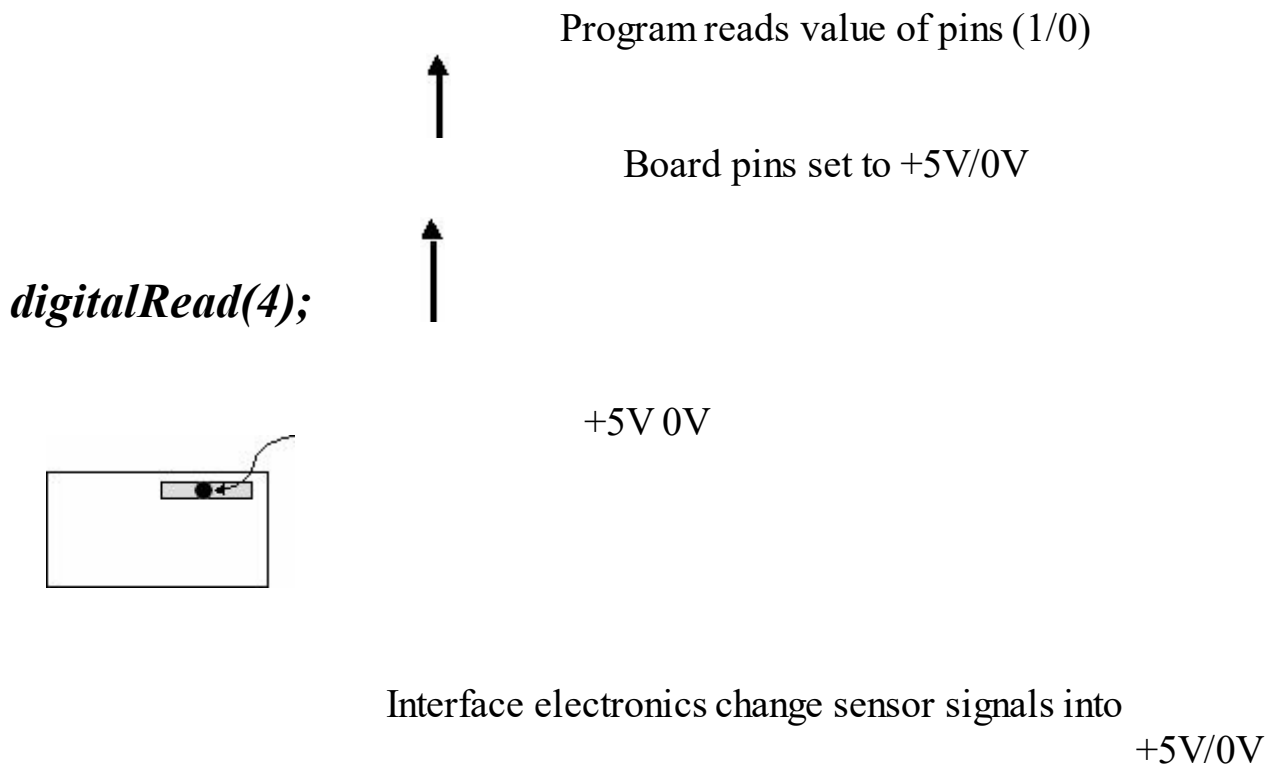 Program reads value of pins (1/0)
Board pins set to +5V/0V
digitalRead(4);
+5V 0V
Interface electronics change sensor signals into
+5V/0V